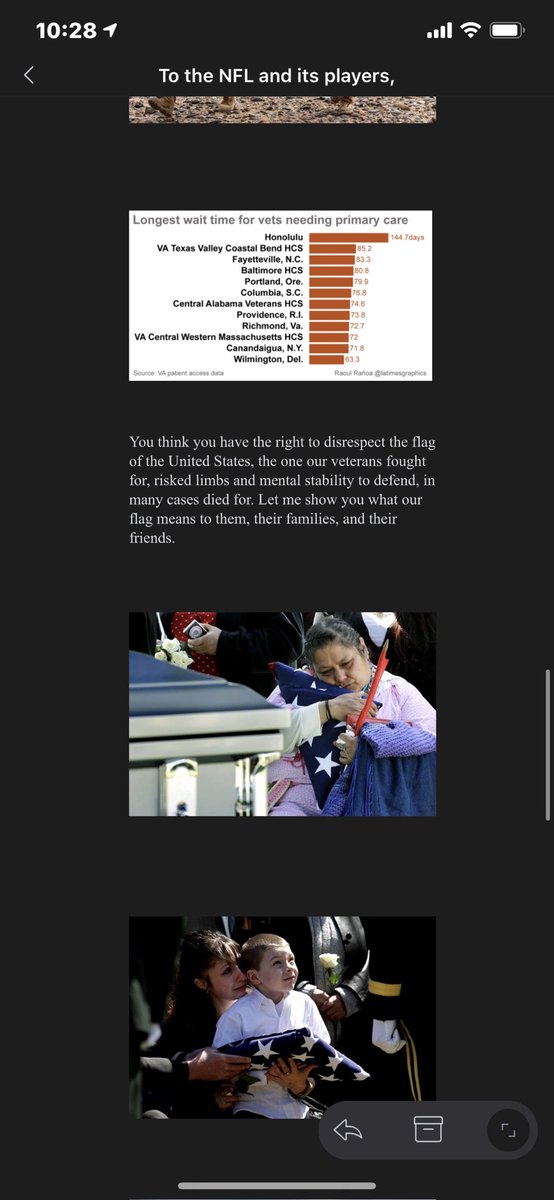 10:28
To the NFL and its players,
Longest wait time for vets needing primary care
Honolulu 144.7days
VA Texas Valley Coastal Bend HCS 85.2
Fayetteville, N.C. 83.3
Baltimore HCS 80.8
Portland, Ore. 79.9
Columbia, S.C. 76.8
Central Alabama Veterans HCS 74.6
Providence, R.I. 73.8
Richmond, Va. 72.7
VA Central Western Massachusetts HCS 72
Canandaigua, N.Y. 71.8
Wilmington, Del. 63.3
Source: VA patient access data Raoul Rañoa @latimesgraphics
You think you have the right to disrespect the flag
of the United States, the one our veterans fought
for, risked limbs and mental stability to defend, in
many cases died for. Let me show you what our
flag means to them, their families, and their
friends.